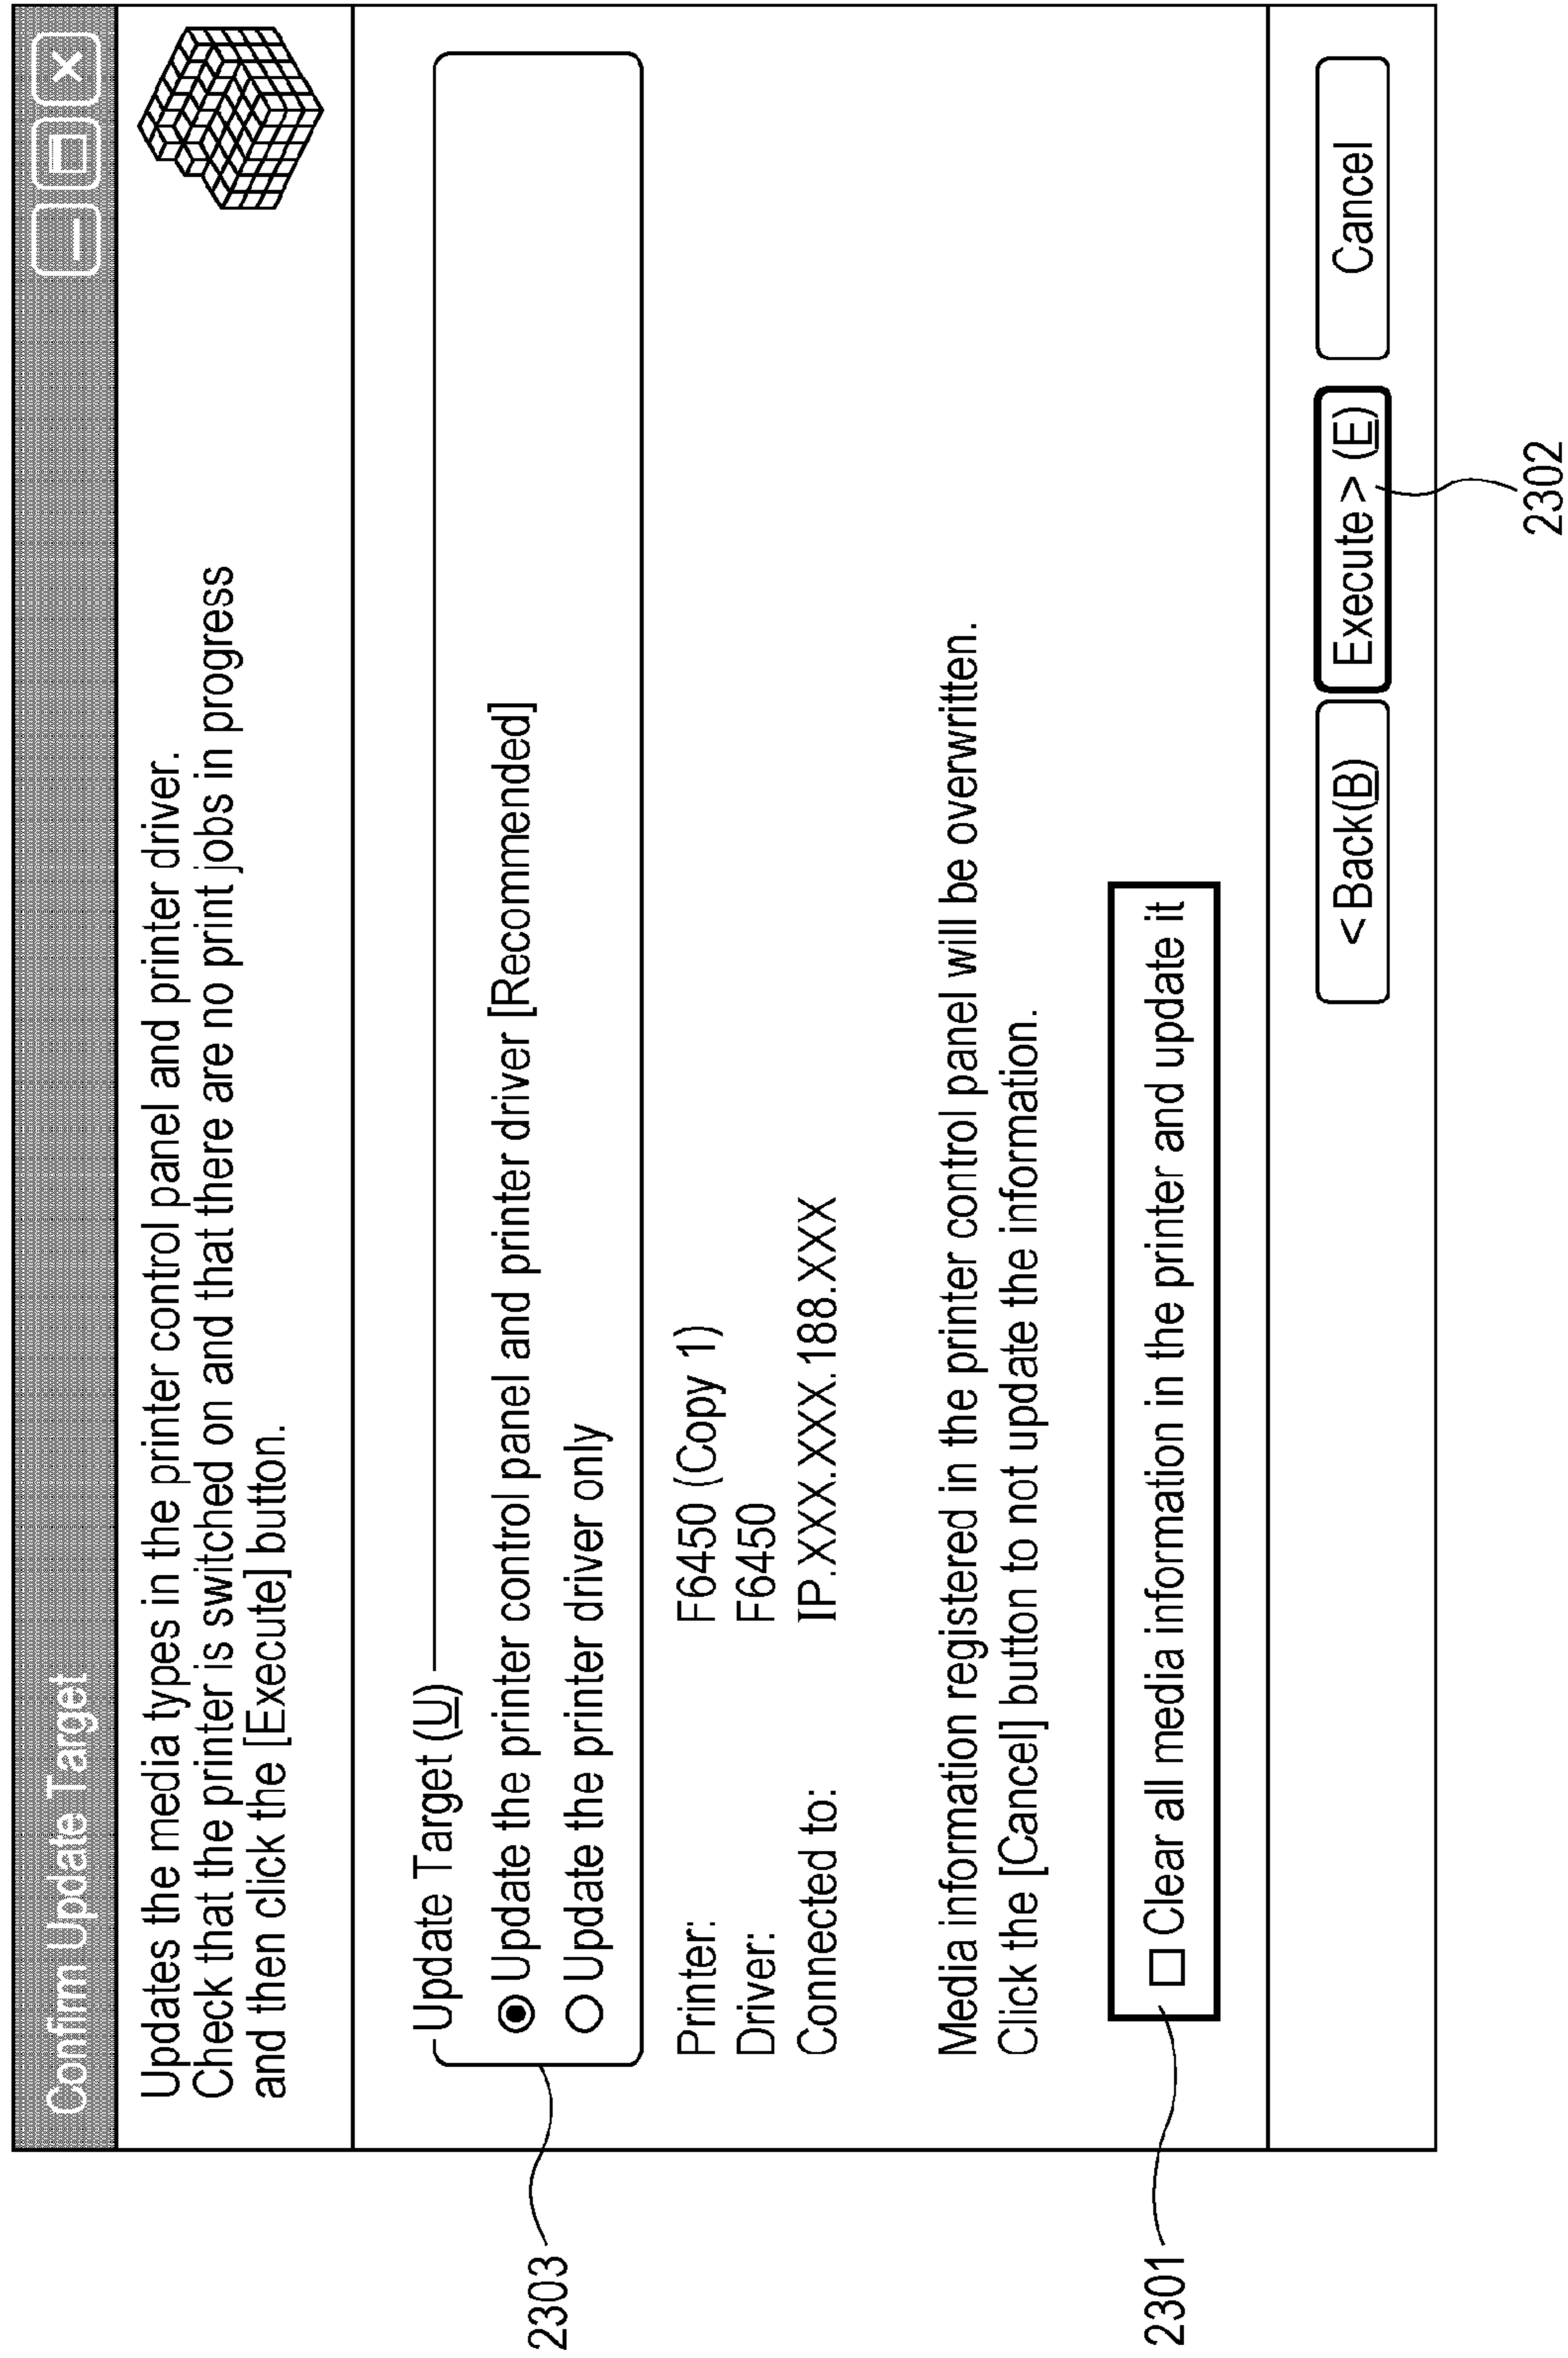 Confirm Update Target
Updates the media types in the printer control panel and printer driver.
Check that the printer is switched on and that there are no print jobs in progress
and then click the [Execute] button.
Update Target (U)
Update the printer control panel and printer driver [Recommended]
Update the printer driver only
2303
Printer: F6450 (Copy 1)
Driver: F6450
Connected to: IP.XXX.XXX.188.XXX
Media information registered in the printer control panel will be overwritten.
Click the [Cancel] button to not update the information.
2301
Clear all media information in the printer and update it
<Back(B) Execute > (E) Cancel
2302